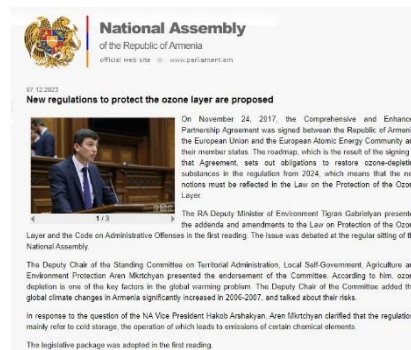 National Assembly
of the Republic of Armenia
official web site www.parliament.am
07.12.2023
New regulations to protect the ozone layer are proposed
On November 24, 2017, the Comprehensive and Enhance
Partnership Agreement was signed between the Republic of Armeni
the European Union and the European Atomic Energy Community an
their member states. The roadmap, which is the result of the signing
that Agreement, sets out obligations to restore ozone-depletin
substances in the regulation from 2024, which means that the ne
notions must be reflected in the Law on the Protection of the Ozon
Layer.
1 / 3
The RA Deputy Minister of Environment Tigran Gabrielyan presente
the addenda and amendments to the Law on Protection of the Ozon
Layer and the Code on Administrative Offenses in the first reading. The issue was debated at the regular sitting of th
National Assembly.
The Deputy Chair of the Standing Committee on Territorial Administration, Local Self-Government, Agriculture an
Environment Protection Aren Mkrtchyan presented the endorsement of the Committee. According to him, ozon
depletion is one of the key factors in the global warming problem. The Deputy Chair of the Committee added tha
global climate changes in Armenia significantly increased in 2006-2007, and talked about their risks.
In response to the question of the NA Vice President Hakob Arshakyan, Aren Mkrtchyan clarified that the regulation
mainly refer to cold storage, the operation of which leads to emissions of certain chemical elements.
The legislative package was adopted in the first reading.